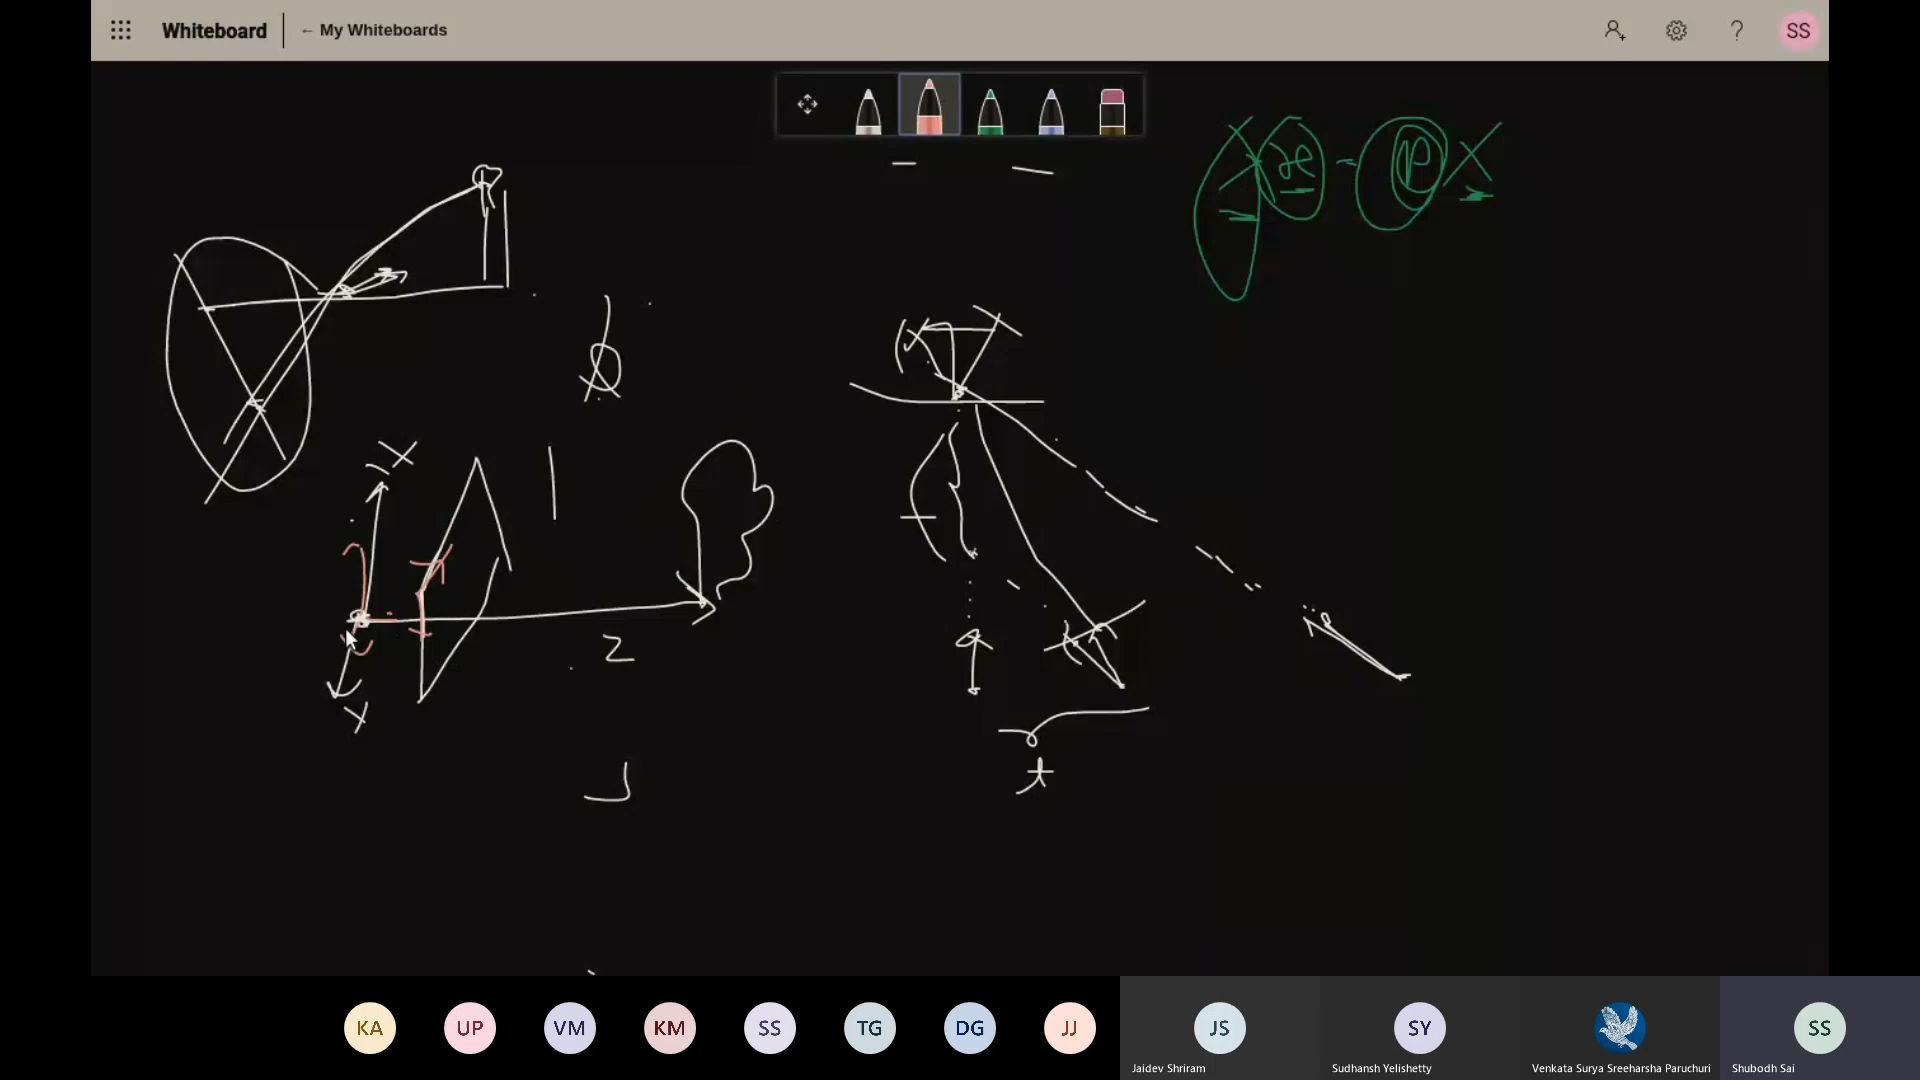 Whiteboard
← My Whiteboards
SS
X x = P X
X
Z
t
KA
UP
VM
KM
SS
TG
DG
JJ
JS
SY
SS
Jaidev Shriram
Sudhansh Yelishetty
Venkata Surya Sreeharsha Paruchuri
Shubodh Sai